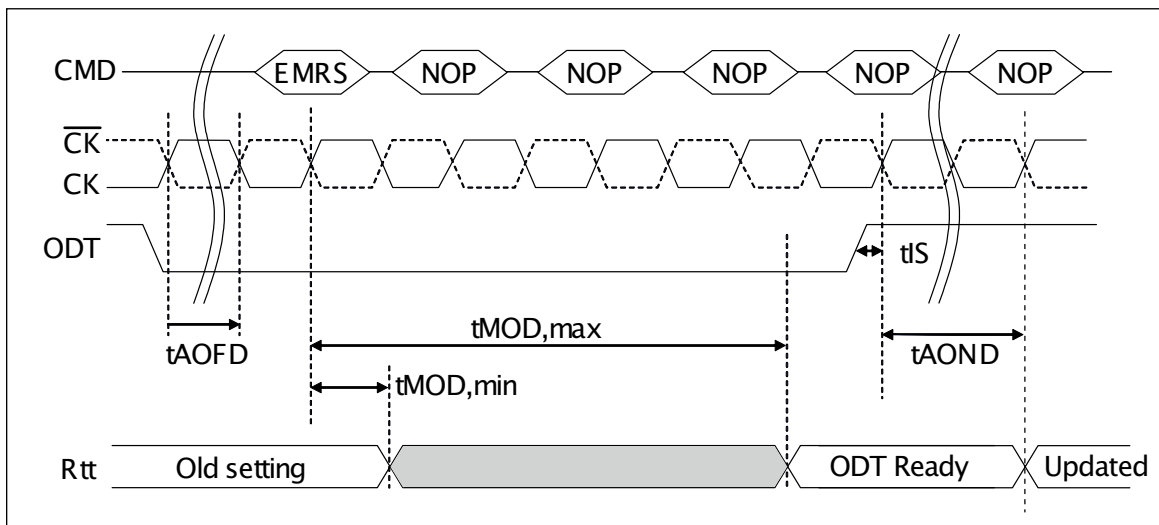 CMD EMRS NOP NOP NOP NOP NOP
CK
CK
ODT
tIS
tAOFD
tMOD,max
tAOND
tMOD,min
Rtt Old setting ODT Ready Updated